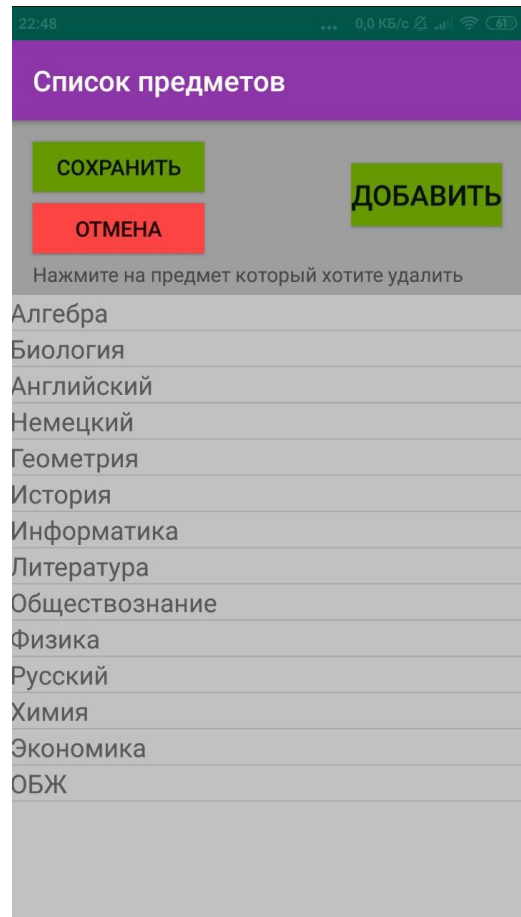 22:48 ... 0,0 КБ/с 61
Список предметов
СОХРАНИТЬ
ДОБАВИТЬ
ОТМЕНА
Нажмите на предмет который хотите удалить
Алгебра
Биология
Английский
Немецкий
Геометрия
История
Информатика
Литература
Обществознание
Физика
Русский
Химия
Экономика
ОБЖ